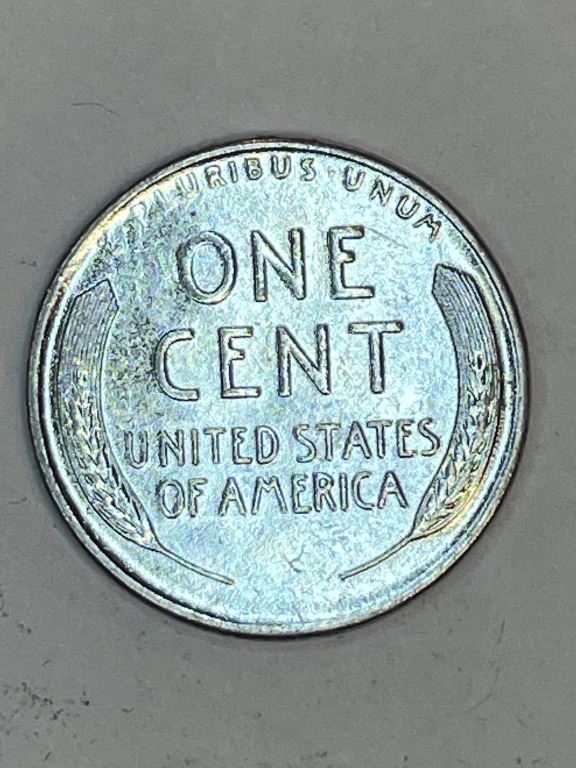 URIBUS · UNUM
ONE
CENT
UNITED STATES
OF AMERICA